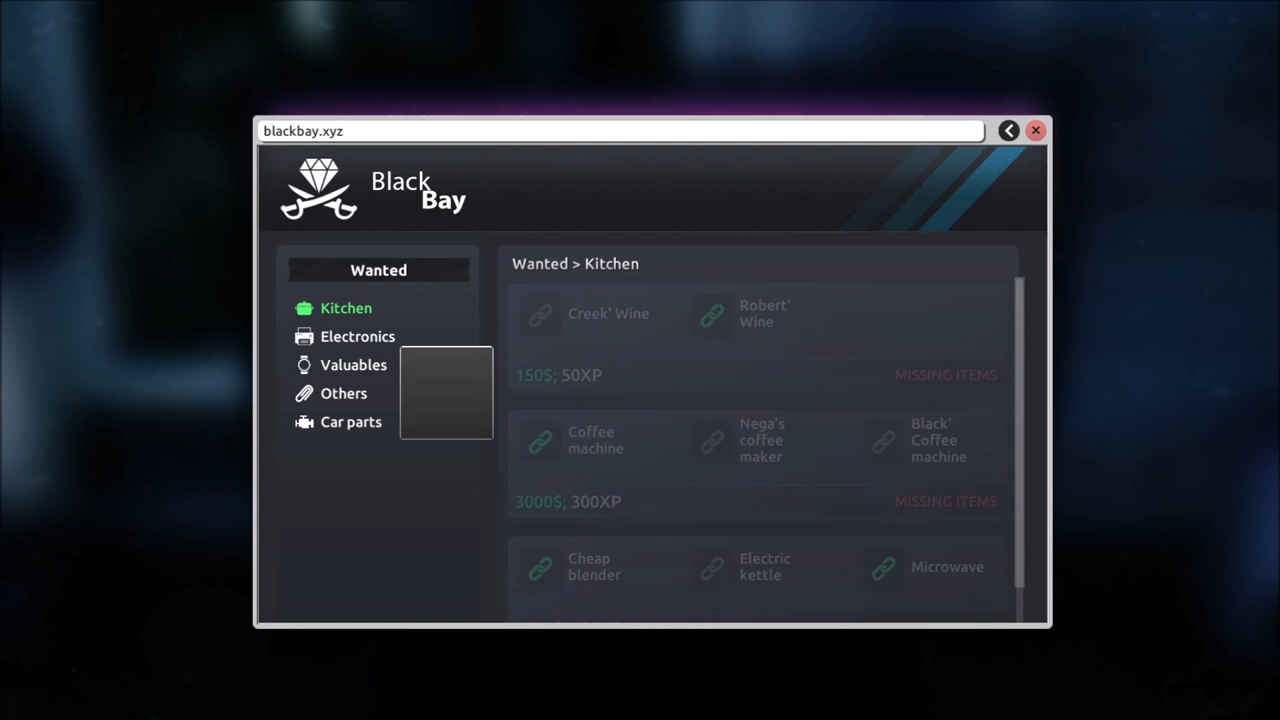 blackbay.xyz
Black
Bay
Wanted
Kitchen
Electronics
Valuables
Others
Car parts
Wanted > Kitchen
Creek' Wine
Robert'
Wine
150$; 50XP
MISSING ITEMS
Coffee
machine
Nega's
coffee
maker
Black'
Coffee
machine
3000$; 300XP
MISSING ITEMS
Cheap
blender
Electric
kettle
Microwave